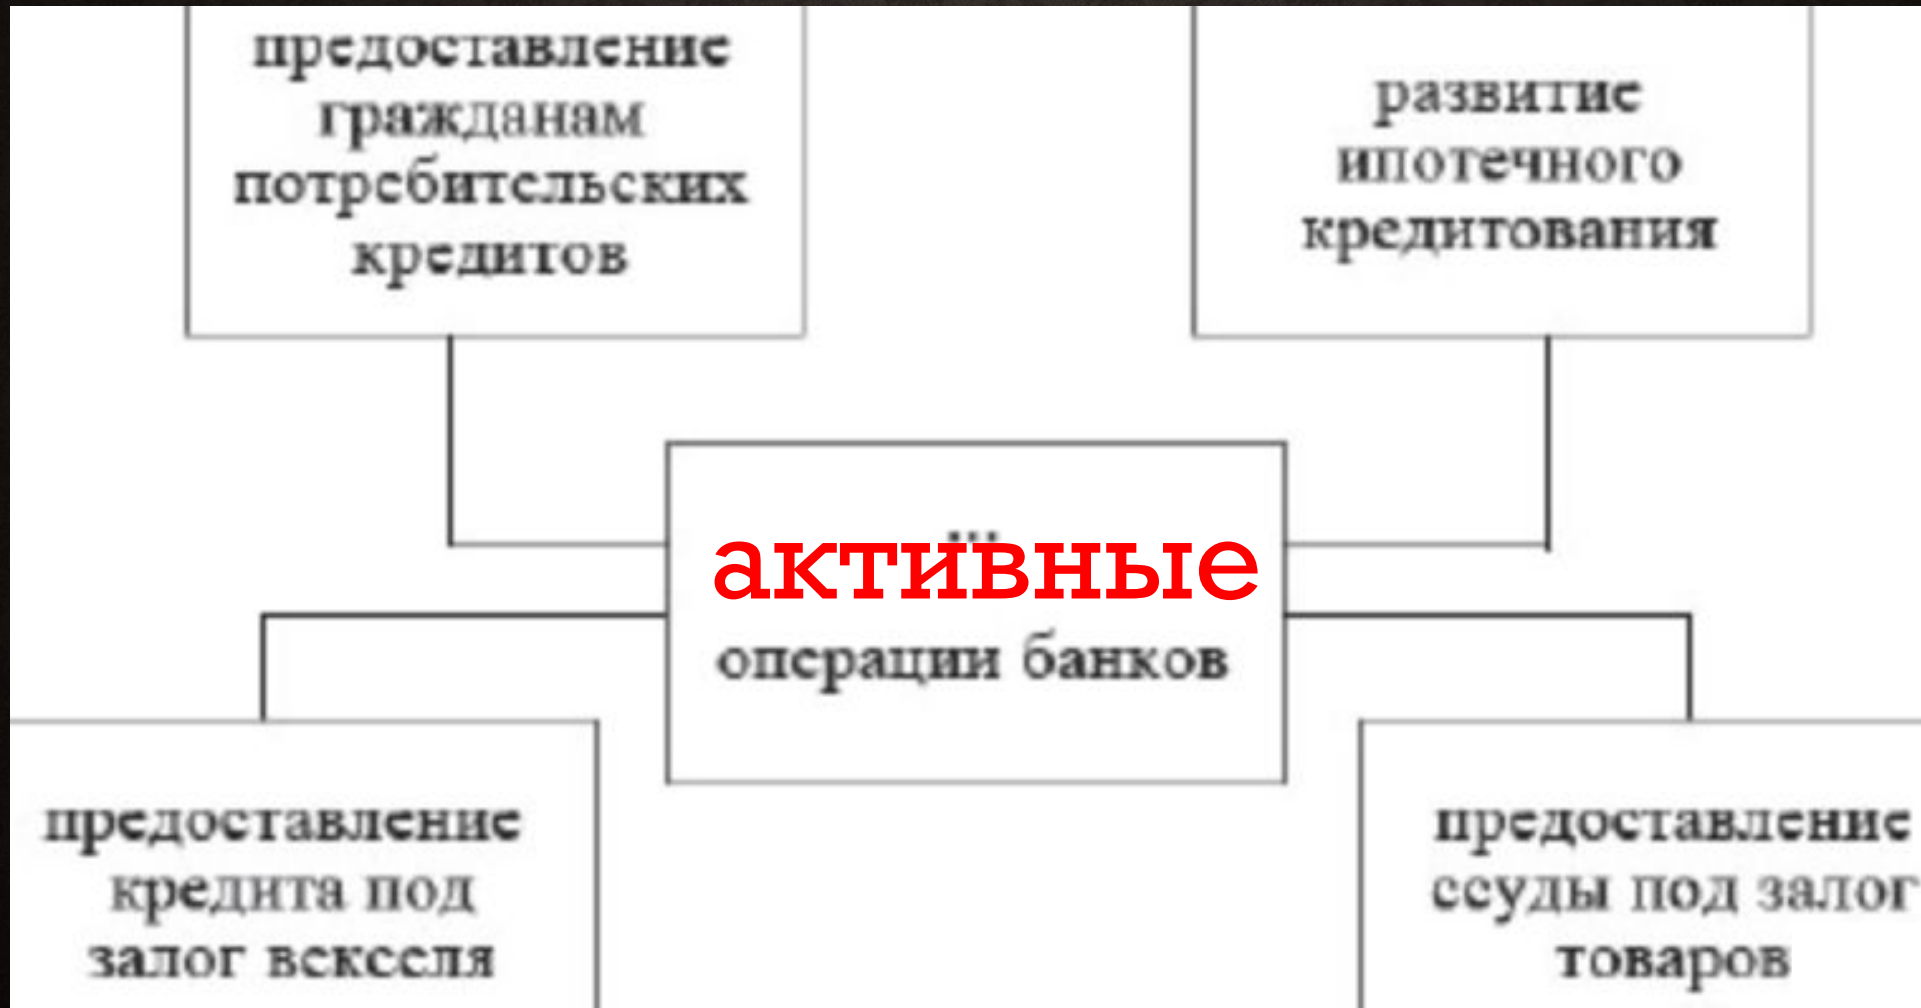 предоставление
гражданам
потребительских
кредитов
развитие
ипотечного
кредитования
...
активные
операции банков
предоставление
кредита под
залог векселя
предоставление
ссуды под залог
товаров